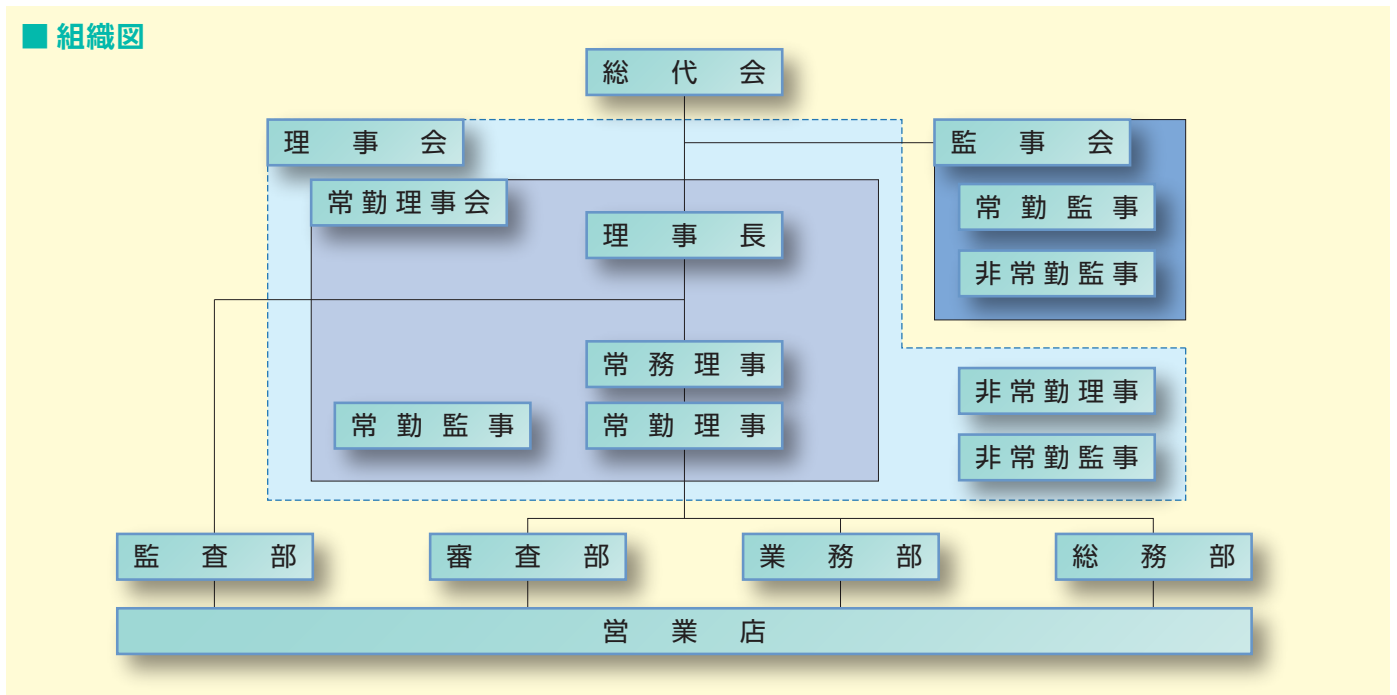 ■ 組織図
総代会
理事会
監事会
常勤理事会
常勤監事
理事長
非常勤監事
常務理事
非常勤理事
常勤監事
常勤理事
非常勤監事
監査部
審査部
業務部
総務部
営業店